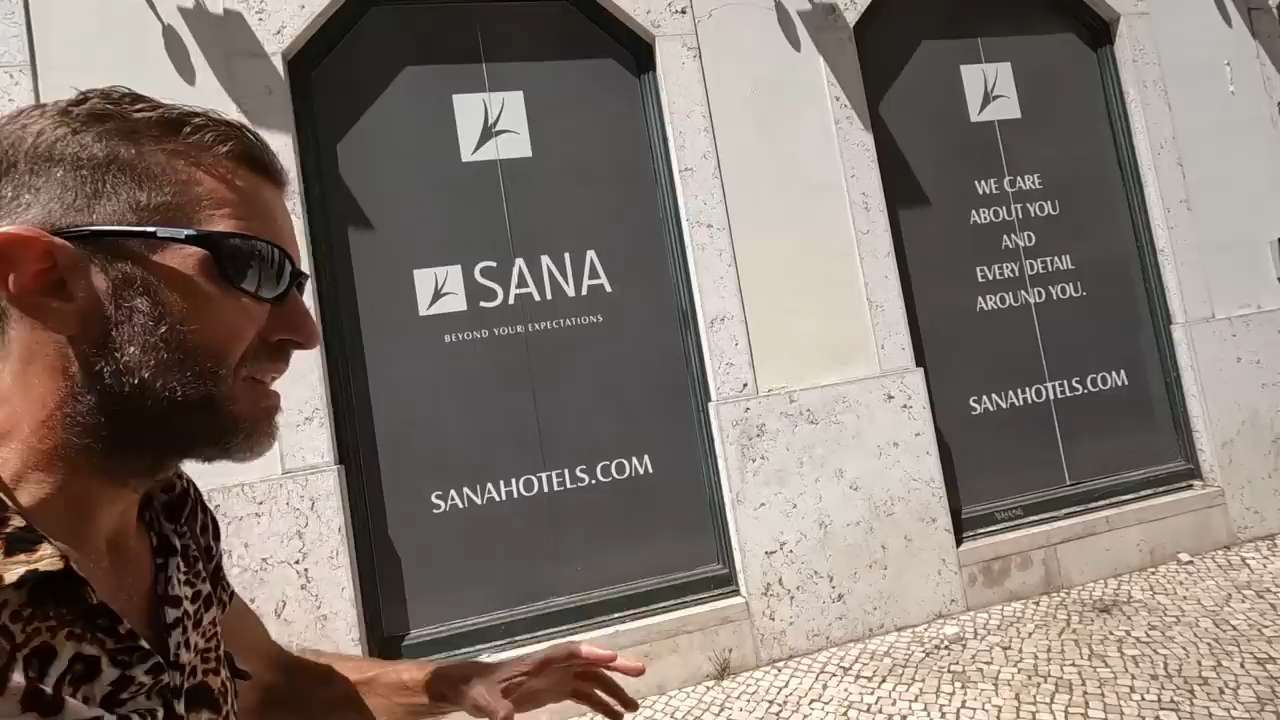 SANA
BEYOND YOUR EXPECTATIONS
SANAHOTELS.COM
WE CARE
ABOUT YOU
AND
EVERY DETAIL
AROUND YOU.
SANAHOTELS.COM